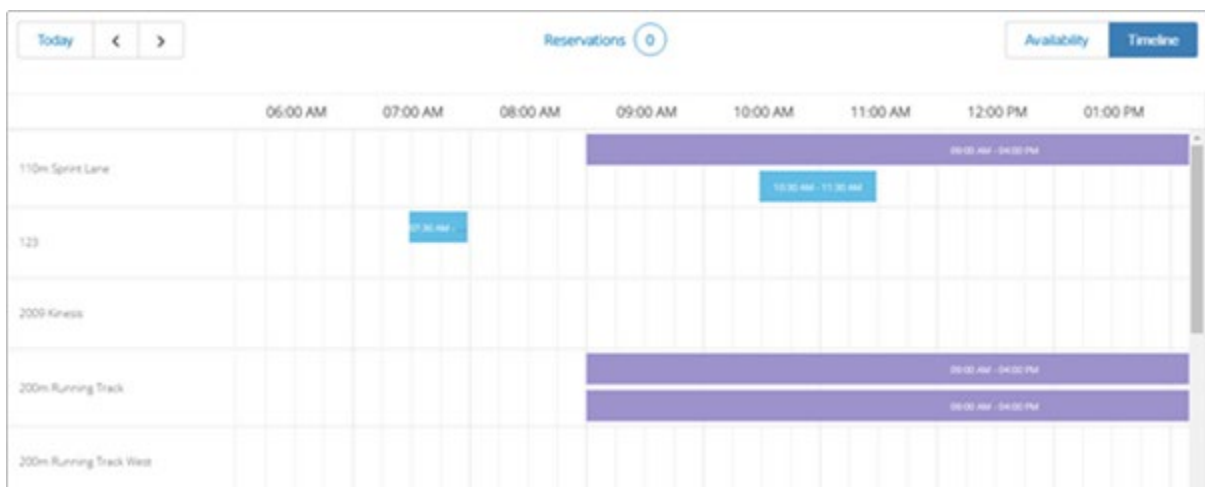 Today < >
Reservations 0
Availability Timeline
06:00 AM 07:00 AM 08:00 AM 09:00 AM 10:00 AM 11:00 AM 12:00 PM 01:00 PM
110m Sprint Lane
09:00 AM - 04:00 PM
10:30 AM - 11:30 AM
123
07:30 AM -
2009 Kinesis
200m Running Track
09:00 AM - 04:00 PM
09:00 AM - 04:00 PM
200m Running Track West